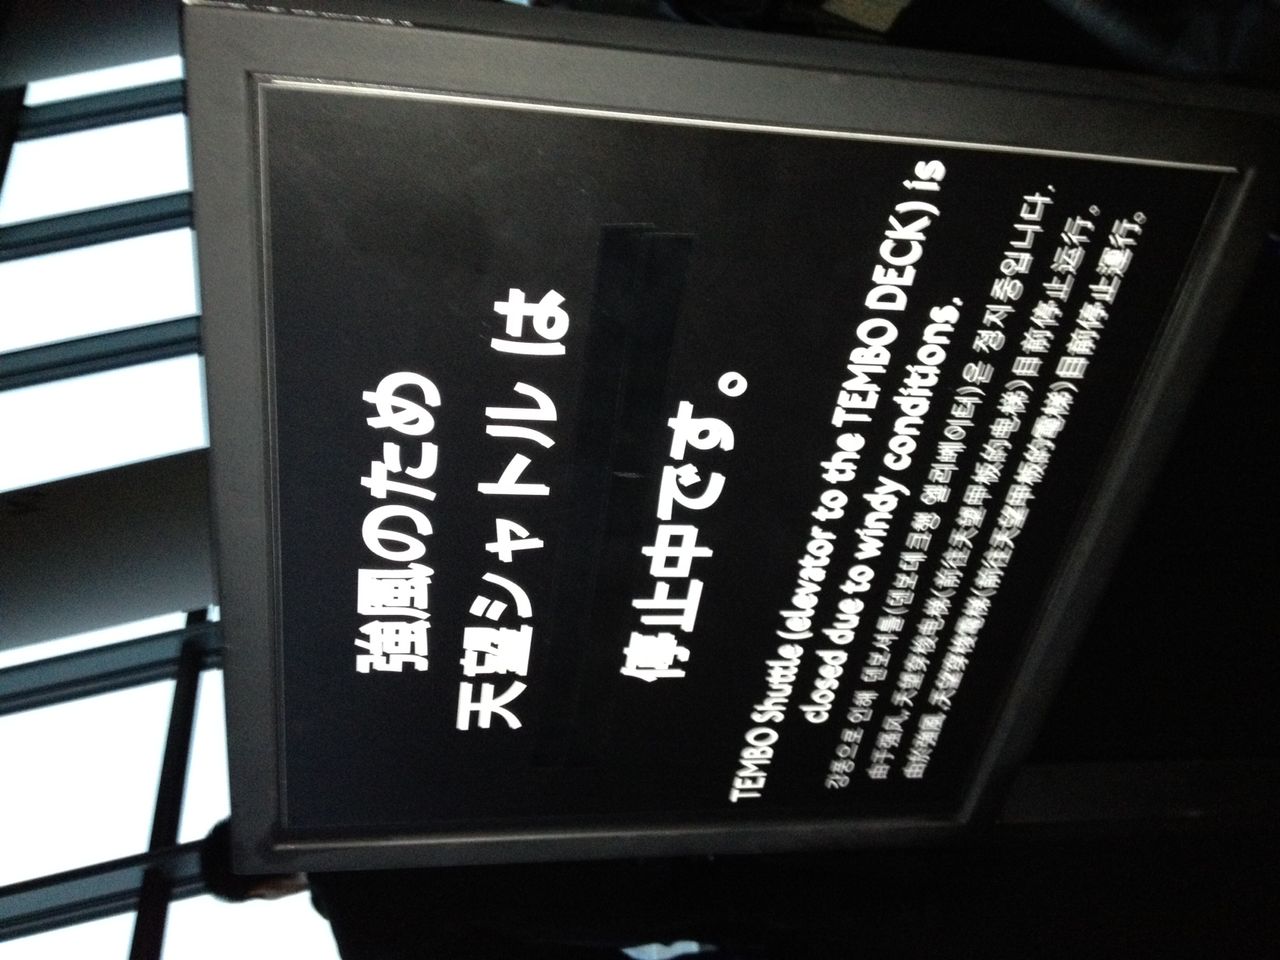 強風のため
天望シャトルは
停止中です。
TEMBO Shuttle (elevator to the TEMBO DECK) is
closed due to windy conditions.
강풍으로 인해 텐보셔틀(텐보데크행 엘리베이터)은 정지중입니다.
由于强风，天望穿梭电梯(前往天望甲板的电梯)目前停止运行。
由於強風，天望穿梭電梯(前往天望甲板的電梯)目前停止運行。